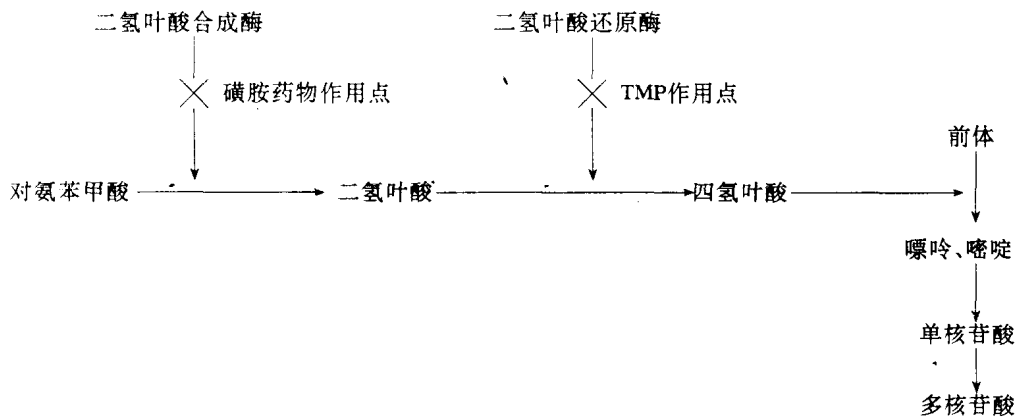 二氢叶酸合成酶 二氢叶酸还原酶
磺胺药物作用点 TMP作用点
前体
对氨苯甲酸 二氢叶酸 四氢叶酸
嘌呤、嘧啶
单核苷酸
多核苷酸